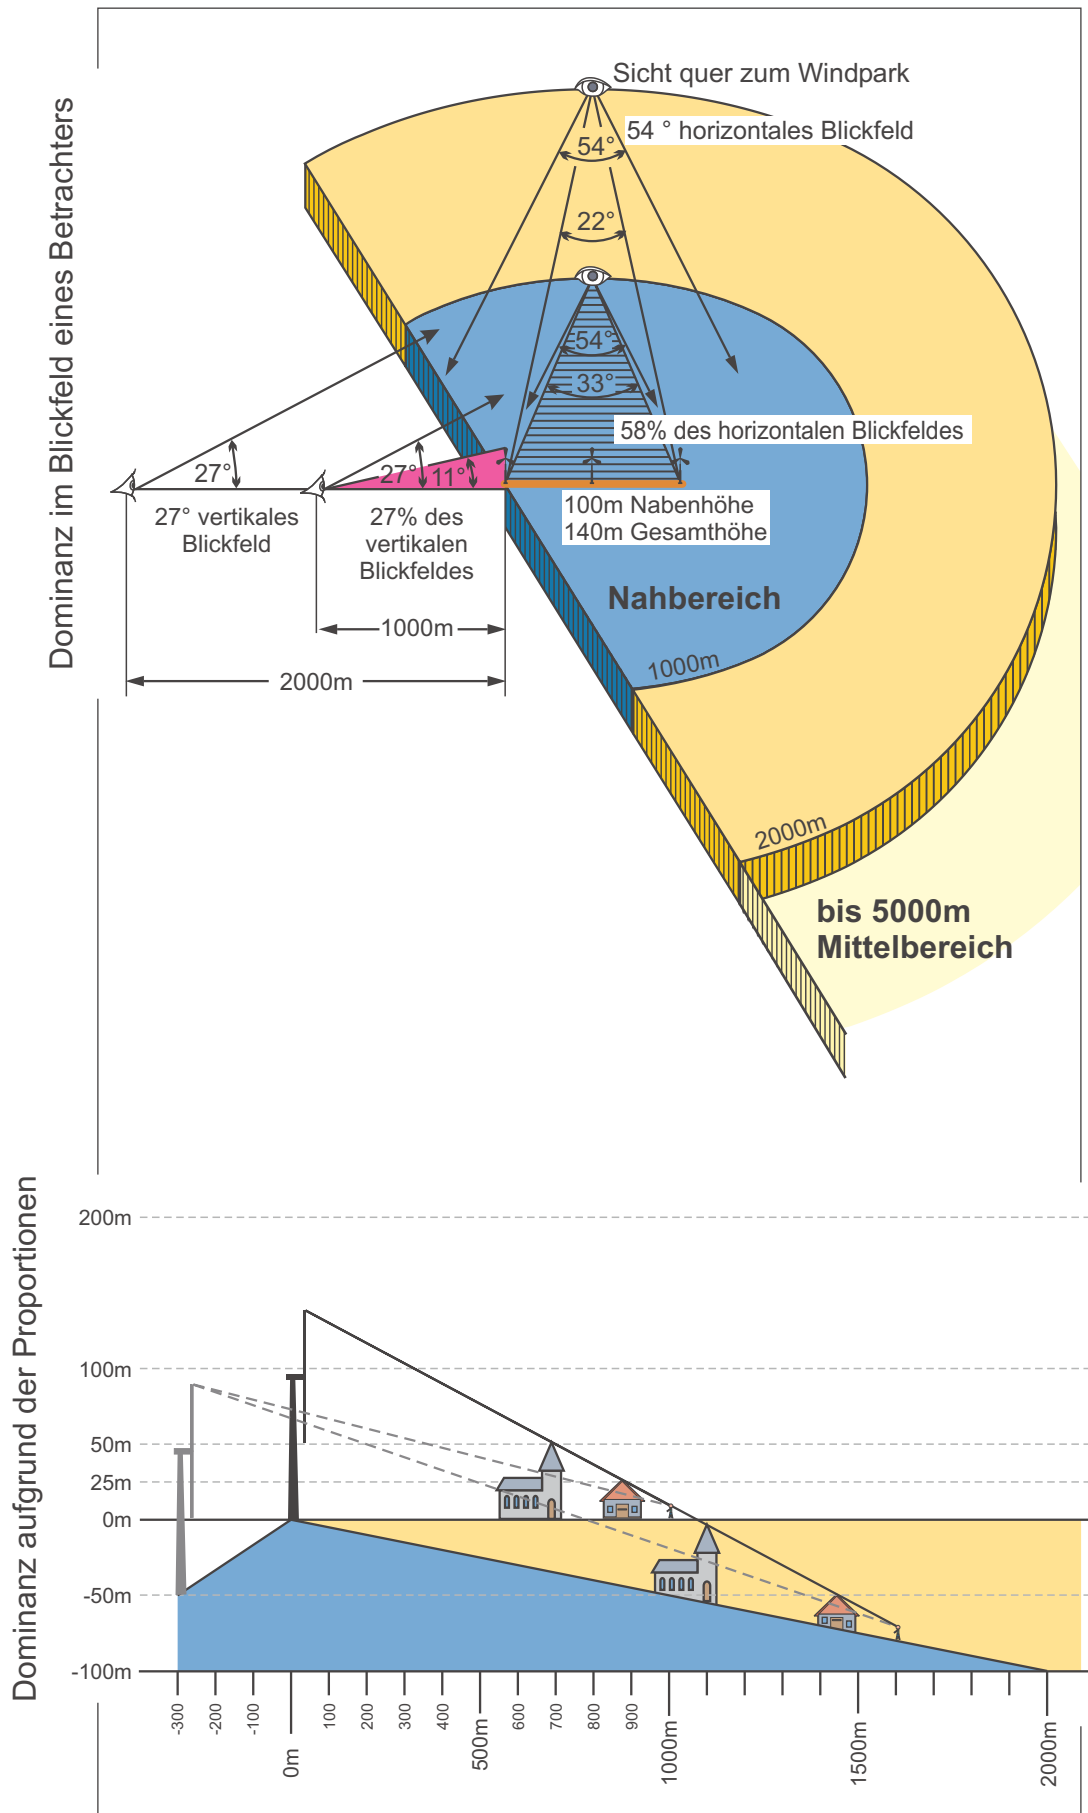 Dominanz im Blickfeld eines Betrachters
Sicht quer zum Windpark
54 ° horizontales Blickfeld
54°
22°
54°
33°
58% des horizontalen Blickfeldes
27°
27°
11°
27° vertikales
Blickfeld
27% des
vertikalen
Blickfeldes
100m Nabenhöhe
140m Gesamthöhe
Nahbereich
1000m
2000m
1000m
2000m
bis 5000m
Mittelbereich
Dominanz aufgrund der Proportionen
200m
100m
50m
25m
0m
-50m
-100m
-300
-200
-100
0m
100
200
300
400
500m
600
700
800
900
1000m
1500m
2000m